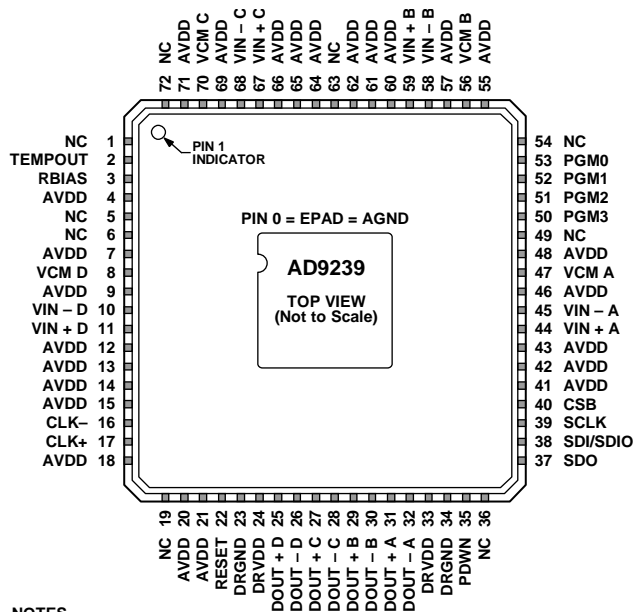 72 NC
71 AVDD
70 VCM C
69 AVDD
68 VIN – C
67 VIN + C
66 AVDD
65 AVDD
64 AVDD
63 NC
62 AVDD
61 AVDD
60 AVDD
59 VIN + B
58 VIN – B
57 AVDD
56 VCM B
55 AVDD
NC 1
TEMPOUT 2
RBIAS 3
AVDD 4
NC 5
NC 6
AVDD 7
VCM D 8
AVDD 9
VIN – D 10
VIN + D 11
AVDD 12
AVDD 13
AVDD 14
AVDD 15
CLK– 16
CLK+ 17
AVDD 18
PIN 1
INDICATOR
PIN 0 = EPAD = AGND
AD9239
TOP VIEW
(Not to Scale)
54 NC
53 PGM0
52 PGM1
51 PGM2
50 PGM3
49 NC
48 AVDD
47 VCM A
46 AVDD
45 VIN – A
44 VIN + A
43 AVDD
42 AVDD
41 AVDD
40 CSB
39 SCLK
38 SDI/SDIO
37 SDO
NC 19
AVDD 20
AVDD 21
RESET 22
DRGND 23
DRVDD 24
DOUT + D 25
DOUT – D 26
DOUT + C 27
DOUT – C 28
DOUT + B 29
DOUT – B 30
DOUT + A 31
DOUT – A 32
DRVDD 33
DRGND 34
PDWN 35
NC 36